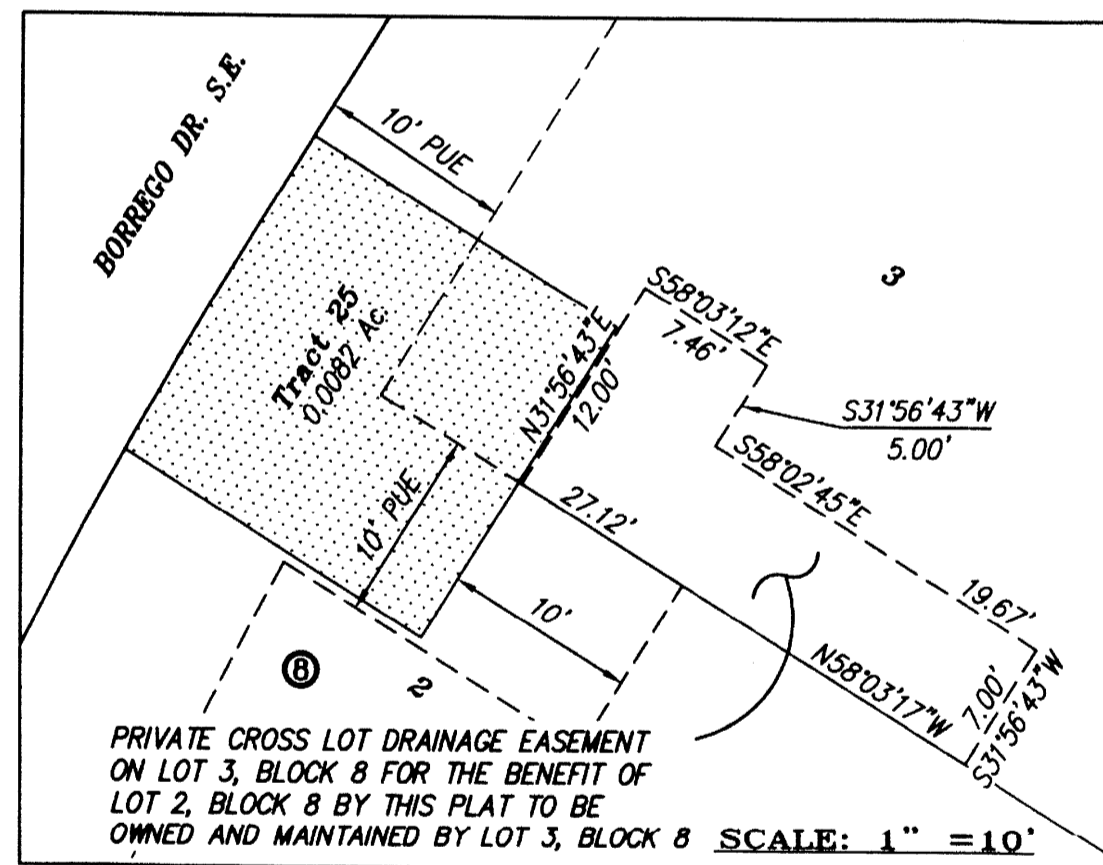 BORREGO DR. S.E.
10' PUE
Tract 25
0.0082 Ac.
N31°56'43"E
12.00'
S58°03'12"E
7.46'
3
S31°56'43"W
5.00'
S58°02'45"E
19.67'
10' PUE
27.12'
10'
N58°03'17"W
7.00'
S31°56'43"W
8
2
PRIVATE CROSS LOT DRAINAGE EASEMENT
ON LOT 3, BLOCK 8 FOR THE BENEFIT OF
LOT 2, BLOCK 8 BY THIS PLAT TO BE
OWNED AND MAINTAINED BY LOT 3, BLOCK 8
SCALE: 1" =10'